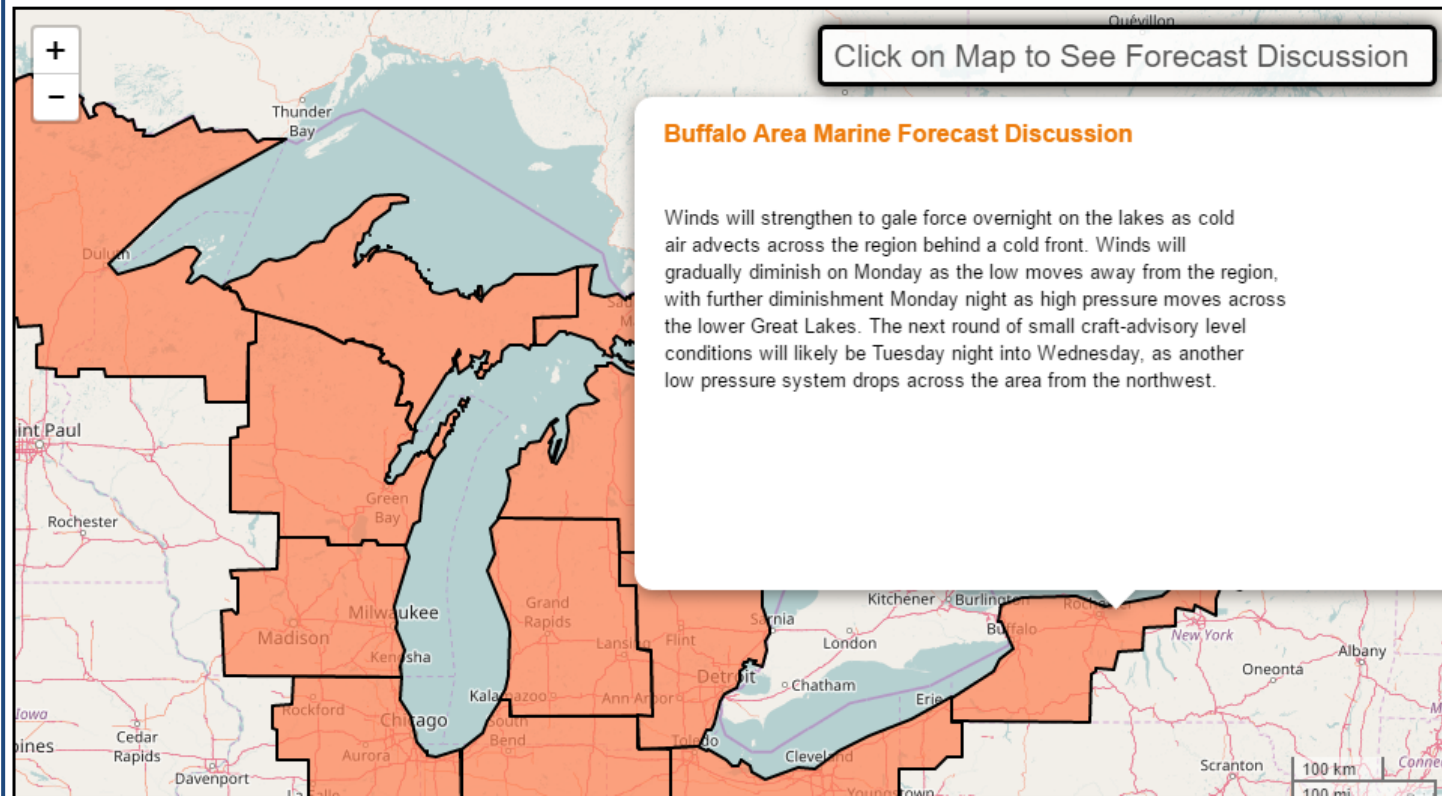 Quévillon
+
−
Click on Map to See Forecast Discussion
Thunder
Bay
Buffalo Area Marine Forecast Discussion
Winds will strengthen to gale force overnight on the lakes as cold
air advects across the region behind a cold front. Winds will
gradually diminish on Monday as the low moves away from the region,
with further diminishment Monday night as high pressure moves across
the lower Great Lakes. The next round of small craft-advisory level
conditions will likely be Tuesday night into Wednesday, as another
low pressure system drops across the area from the northwest.
Duluth
int Paul
Green
Bay
Rochester
Kitchener
Burlington
Rochester
Grand
Rapids
Milwaukee
Sarnia
Buffalo
New York
Madison
Lansing
Flint
London
Albany
Kenosha
Detroit
Oneonta
Chatham
Kalamazoo
Ann Arbor
Erie
Iowa
Rockford
Chicago
South
Bend
Cedar
Rapids
Toledo
Cleveland
Aurora
Scranton
100 km
Davenport
La Salle
Youngstown
100 mi